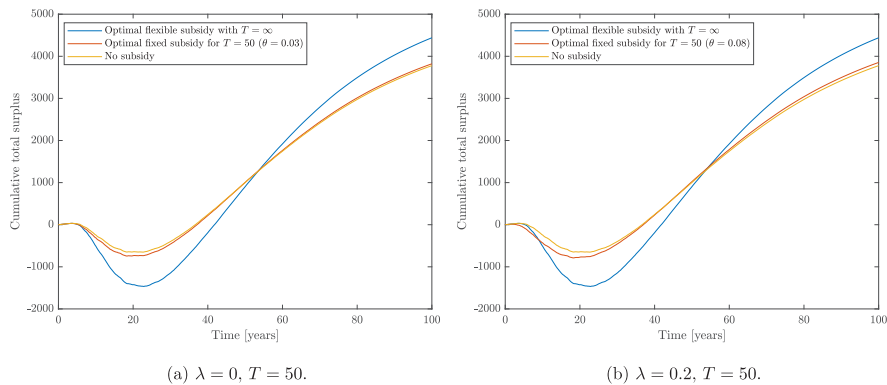 5000
4000
3000
2000
1000
0
-1000
-2000
Cumulative total surplus
Optimal flexible subsidy with T = ∞
Optimal fixed subsidy for T = 50 (θ = 0.03)
No subsidy
0 20 40 60 80 100
Time [years]
(a) λ = 0, T = 50.
5000
4000
3000
2000
1000
0
-1000
-2000
Cumulative total surplus
Optimal flexible subsidy with T = ∞
Optimal fixed subsidy for T = 50 (θ = 0.08)
No subsidy
0 20 40 60 80 100
Time [years]
(b) λ = 0.2, T = 50.